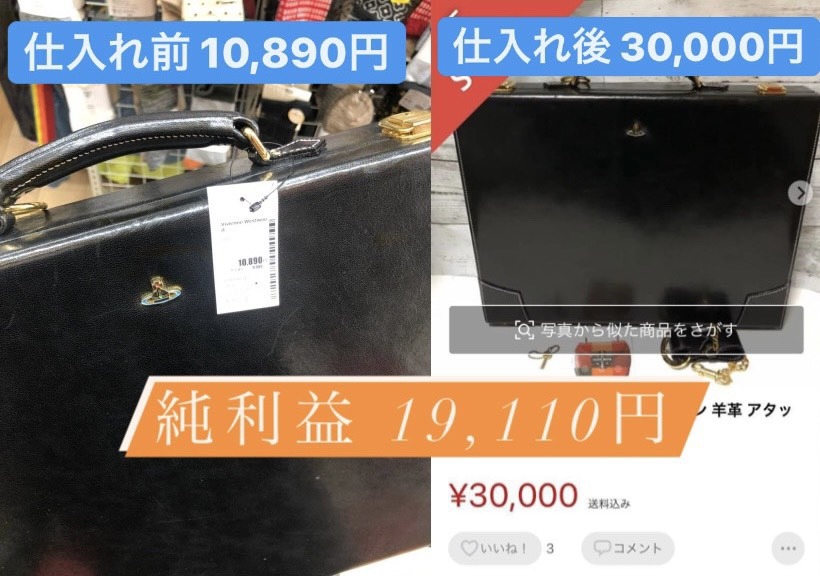 仕入れ前 10,890円
仕入れ後 30,000円
Vivienne Westwood
10,890
写真から似た商品をさがす
純利益 19,110円
ン 羊革 アタッ
¥30,000 送料込み
いいね！ 3
コメント